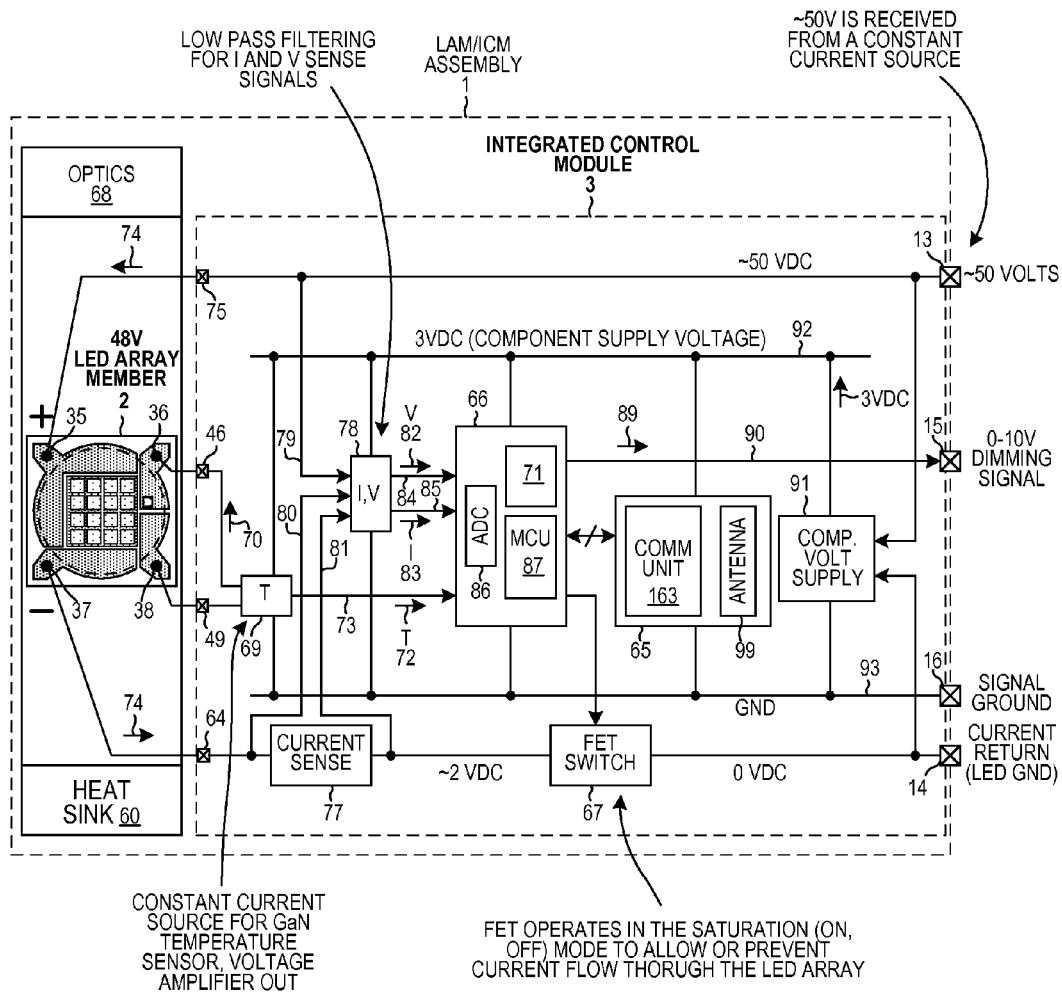 LOW PASS FILTERING
FOR I AND V SENSE
SIGNALS
LAM/ICM
ASSEMBLY
1
~50V IS RECEIVED
FROM A CONSTANT
CURRENT SOURCE
OPTICS
68
INTEGRATED CONTROL
MODULE
3
74
75
~50 VDC
13
~50 VOLTS
48V
LED ARRAY
MEMBER
2
3VDC (COMPONENT SUPPLY VOLTAGE)
92
3VDC
+
35
36
46
79
78
V
82
66
89
90
15
0-10V
DIMMING
SIGNAL
I,V
84
85
71
91
70
80
81
I
83
ADC
86
MCU
87
COMM
UNIT
163
ANTENNA
99
COMP.
VOLT
SUPPLY
–
37
38
49
T
69
73
T
72
65
93
16
SIGNAL
GROUND
GND
74
64
CURRENT
SENSE
77
~2 VDC
FET
SWITCH
67
0 VDC
14
CURRENT
RETURN
(LED GND)
HEAT
SINK 60
CONSTANT CURRENT
SOURCE FOR GaN
TEMPERATURE
SENSOR, VOLTAGE
AMPLIFIER OUT
FET OPERATES IN THE SATURATION (ON,
OFF) MODE TO ALLOW OR PREVENT
CURRENT FLOW THORUGH THE LED ARRAY